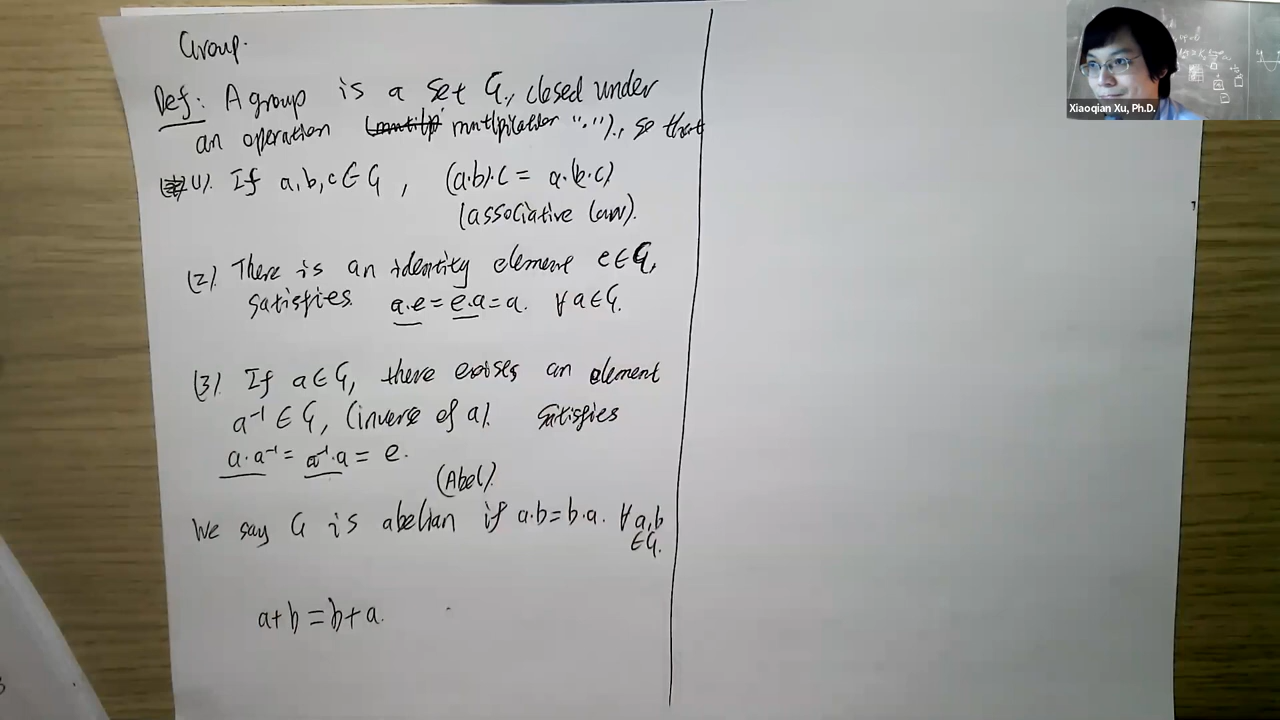 Group.
Def: A group is a set G, closed under
an operation (multiplication "·"), so that
(1). If a,b,c∈G, (a·b)·c = a·(b·c)
(associative law).
(2). There is an identity element e∈G,
satisfies. a·e=e·a=a. ∀a∈G.
(3). If a∈G, there exises an element
a⁻¹∈G, (inverse of a). satisfies
a·a⁻¹=a⁻¹·a=e.
(Abel).
We say G is abelian if a·b=b·a. ∀a,b
∈G.
a+b=b+a.
Xiaoqian Xu, Ph.D.